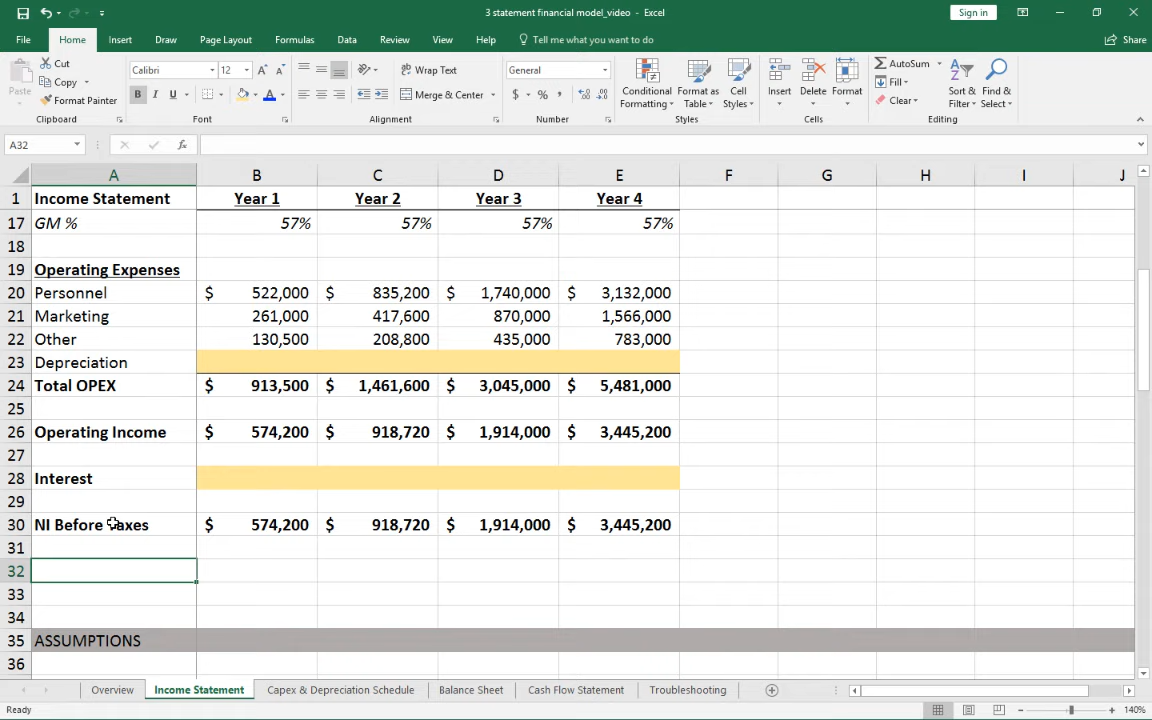 3 statement financial model_video - Excel
Sign in
File Home Insert Draw Page Layout Formulas Data Review View Help Tell me what you want to do Share
Paste
Cut
Copy
Format Painter
Clipboard
Calibri 12
B I U
Font
Wrap Text
Merge & Center
Alignment
General
$ % ,
Number
Conditional Formatting
Format as Table
Cell Styles
Styles
Insert Delete Format
Cells
AutoSum
Fill
Clear
Sort & Filter
Find & Select
Editing
A32 fx
A B C D E F G H I J
1 Income Statement Year 1 Year 2 Year 3 Year 4
17 GM % 57% 57% 57% 57%
18
19 Operating Expenses
20 Personnel $ 522,000 $ 835,200 $ 1,740,000 $ 3,132,000
21 Marketing 261,000 417,600 870,000 1,566,000
22 Other 130,500 208,800 435,000 783,000
23 Depreciation
24 Total OPEX $ 913,500 $ 1,461,600 $ 3,045,000 $ 5,481,000
25
26 Operating Income $ 574,200 $ 918,720 $ 1,914,000 $ 3,445,200
27
28 Interest
29
30 NI Before Taxes $ 574,200 $ 918,720 $ 1,914,000 $ 3,445,200
31
32
33
34
35 ASSUMPTIONS
36
Overview Income Statement Capex & Depreciation Schedule Balance Sheet Cash Flow Statement Troubleshooting
Ready 140%